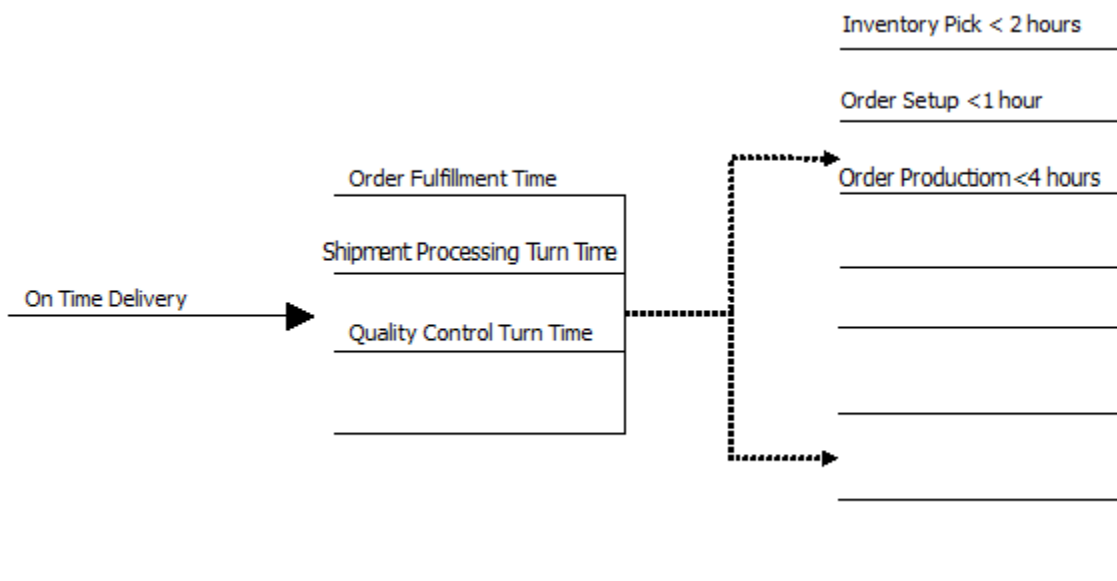 Inventory Pick < 2 hours
Order Setup <1 hour
Order Productiom<4 hours
Order Fulfillment Time
Shipment Processing Turn Time
Quality Control Turn Time
On Time Delivery